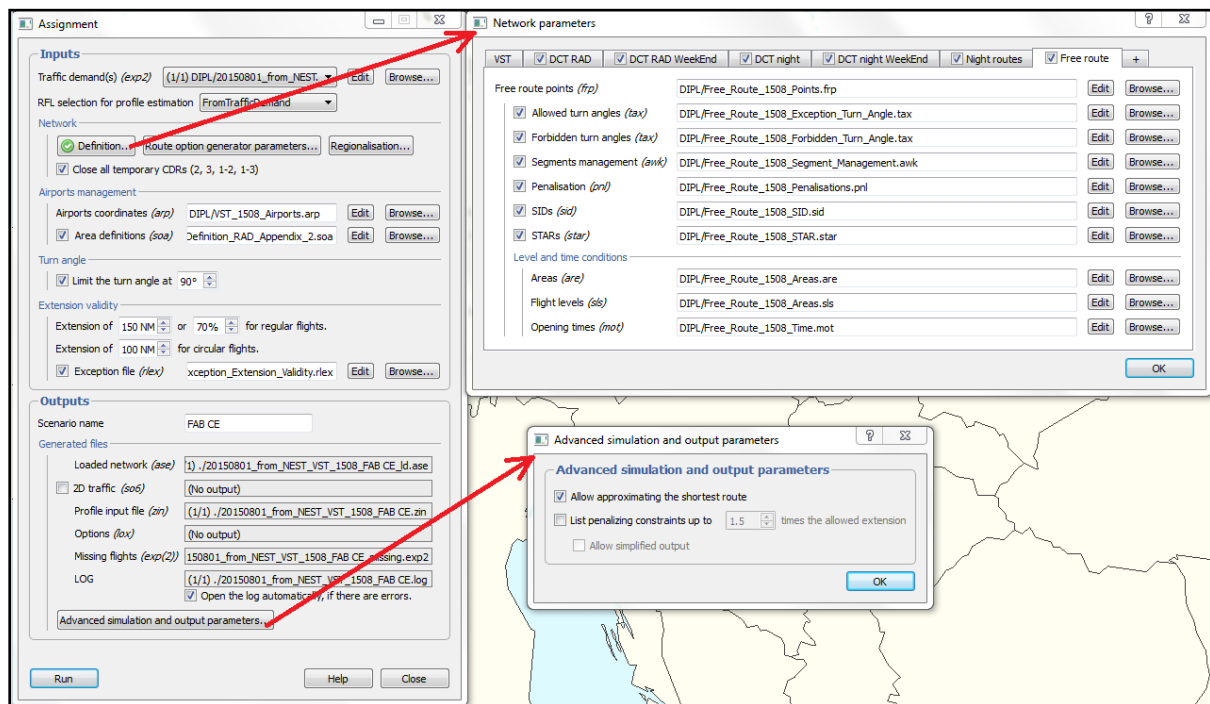 Assignment
Inputs
Traffic demand(s) (exp2) (1/1) DIPL/20150801_from_NEST. Edit Browse...
RFL selection for profile estimation FromTrafficDemand
Network
Definition... Route option generator parameters... Regionalisation...
Close all temporary CDRs (2, 3, 1-2, 1-3)
Airports management
Airports coordinates (arp) DIPL/VST_1508_Airports.arp Edit Browse...
Area definitions (soa) Definition_RAD_Appendix_2.soa Edit Browse...
Turn angle
Limit the turn angle at 90°
Extension validity
Extension of 150 NM or 70% for regular flights.
Extension of 100 NM for circular flights.
Exception file (rlex) xception_Extension_Validity.rlex Edit Browse...
Outputs
Scenario name FAB CE
Generated files
Loaded network (ase) '1) ./20150801_from_NEST_VST_1508_FAB CE_ld.ase
2D traffic (so6) (No output)
Profile input file (zin) (1/1) ./20150801_from_NEST_VST_1508_FAB CE.zin
Options (lox) (No output)
Missing flights (exp(2)) 150801_from_NEST_VST_1508_FAB CE_missing.exp2
LOG (1/1) ./20150801_from_NEST_VST_1508_FAB CE.log
Open the log automatically, if there are errors.
Advanced simulation and output parameters...
Run Help Close
Network parameters
VST DCT RAD DCT RAD WeekEnd DCT night DCT night WeekEnd Night routes Free route +
Free route points (frp) DIPL/Free_Route_1508_Points.frp Edit Browse...
Allowed turn angles (tax) DIPL/Free_Route_1508_Exception_Turn_Angle.tax Edit Browse...
Forbidden turn angles (tax) DIPL/Free_Route_1508_Forbidden_Turn_Angle.tax Edit Browse...
Segments management (awk) DIPL/Free_Route_1508_Segment_Management.awk Edit Browse...
Penalisation (pnl) DIPL/Free_Route_1508_Penalisations.pnl Edit Browse...
SIDs (sid) DIPL/Free_Route_1508_SID.sid Edit Browse...
STARs (star) DIPL/Free_Route_1508_STAR.star Edit Browse...
Level and time conditions
Areas (are) DIPL/Free_Route_1508_Areas.are Edit Browse...
Flight levels (sls) DIPL/Free_Route_1508_Areas.sls Edit Browse...
Opening times (mot) DIPL/Free_Route_1508_Time.mot Edit Browse...
OK
Advanced simulation and output parameters
Advanced simulation and output parameters
Allow approximating the shortest route
List penalizing constraints up to 1.5 times the allowed extension
Allow simplified output
OK